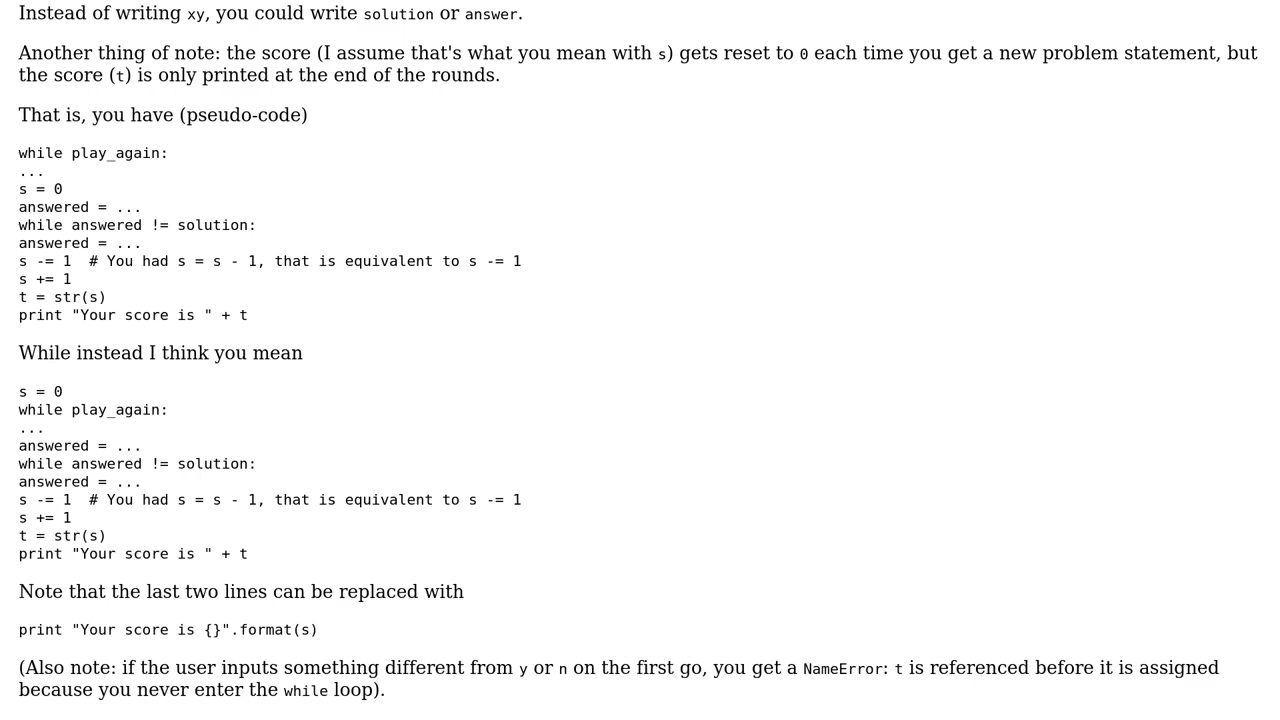 Instead of writing xy, you could write solution or answer.
Another thing of note: the score (I assume that's what you mean with s) gets reset to 0 each time you get a new problem statement, but
the score (t) is only printed at the end of the rounds.
That is, you have (pseudo-code)
while play_again:
...
s = 0
answered = ...
while answered != solution:
answered = ...
s -= 1  # You had s = s - 1, that is equivalent to s -= 1
s += 1
t = str(s)
print "Your score is " + t
While instead I think you mean
s = 0
while play_again:
...
answered = ...
while answered != solution:
answered = ...
s -= 1  # You had s = s - 1, that is equivalent to s -= 1
s += 1
t = str(s)
print "Your score is " + t
Note that the last two lines can be replaced with
print "Your score is {}".format(s)
(Also note: if the user inputs something different from y or n on the first go, you get a NameError: t is referenced before it is assigned
because you never enter the while loop).